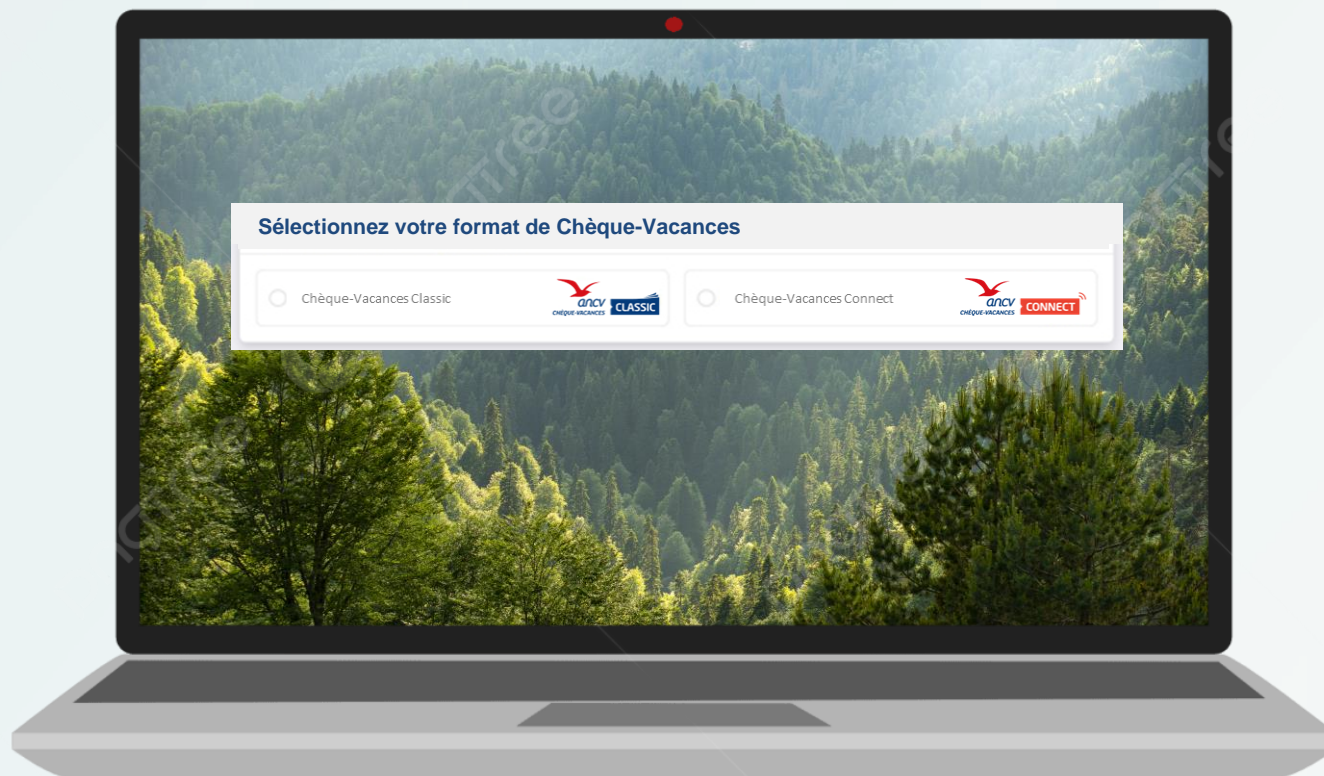 Sélectionnez votre format de Chèque-Vacances
Chèque-Vacances Classic
ancv
CHÈQUE-VACANCES
CLASSIC
Chèque-Vacances Connect
ancv
CHÈQUE-VACANCES
CONNECT